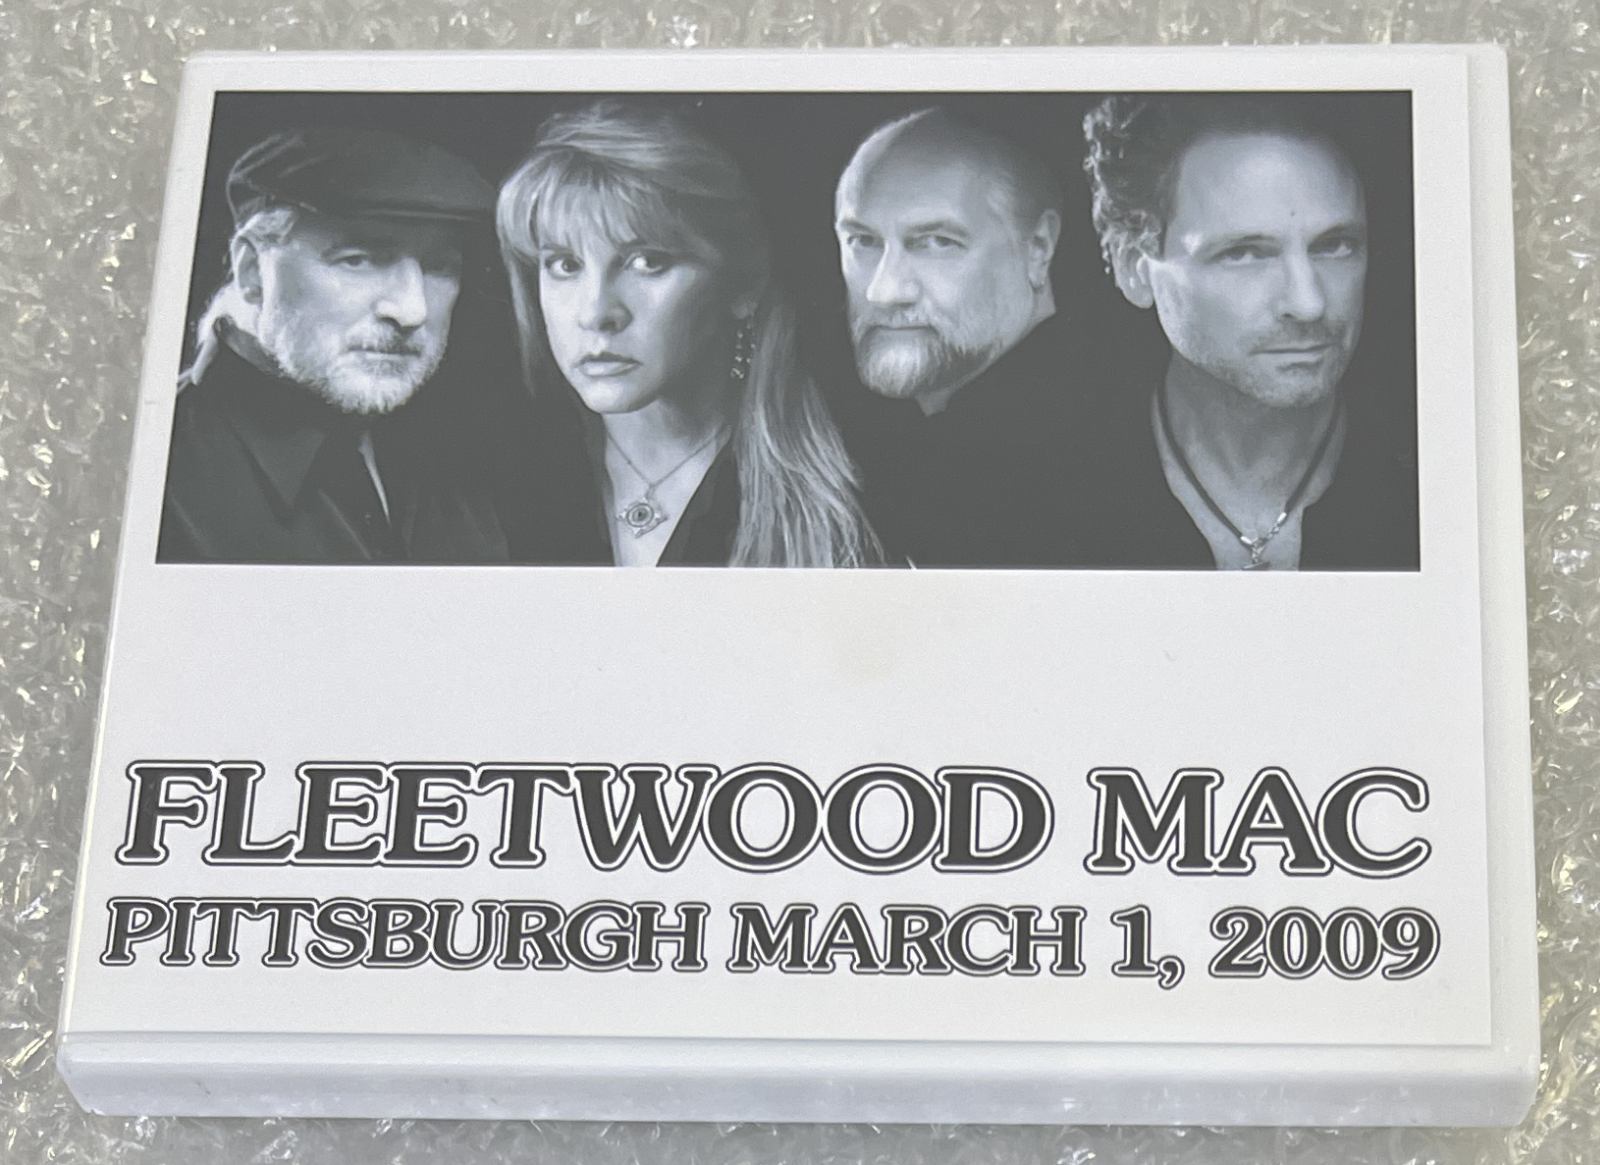 FLEETWOOD MAC
PITTSBURGH MARCH 1, 2009